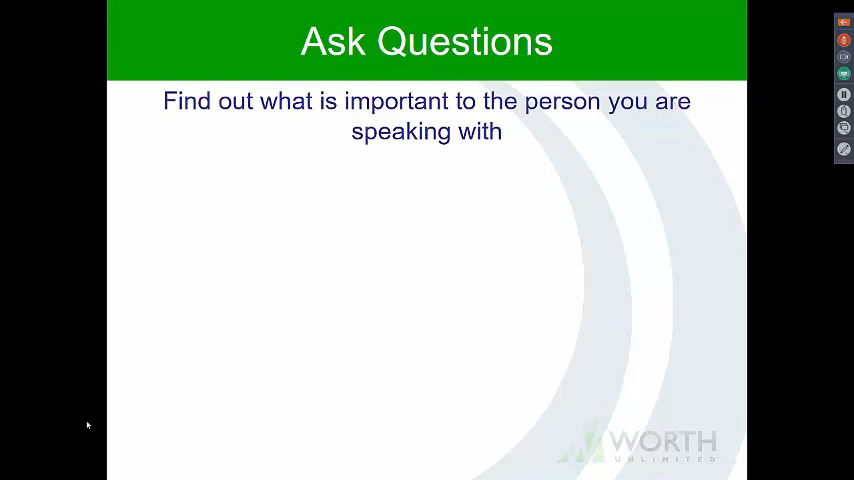 Ask Questions
Find out what is important to the person you are
speaking with
WORTH
UNLIMITED